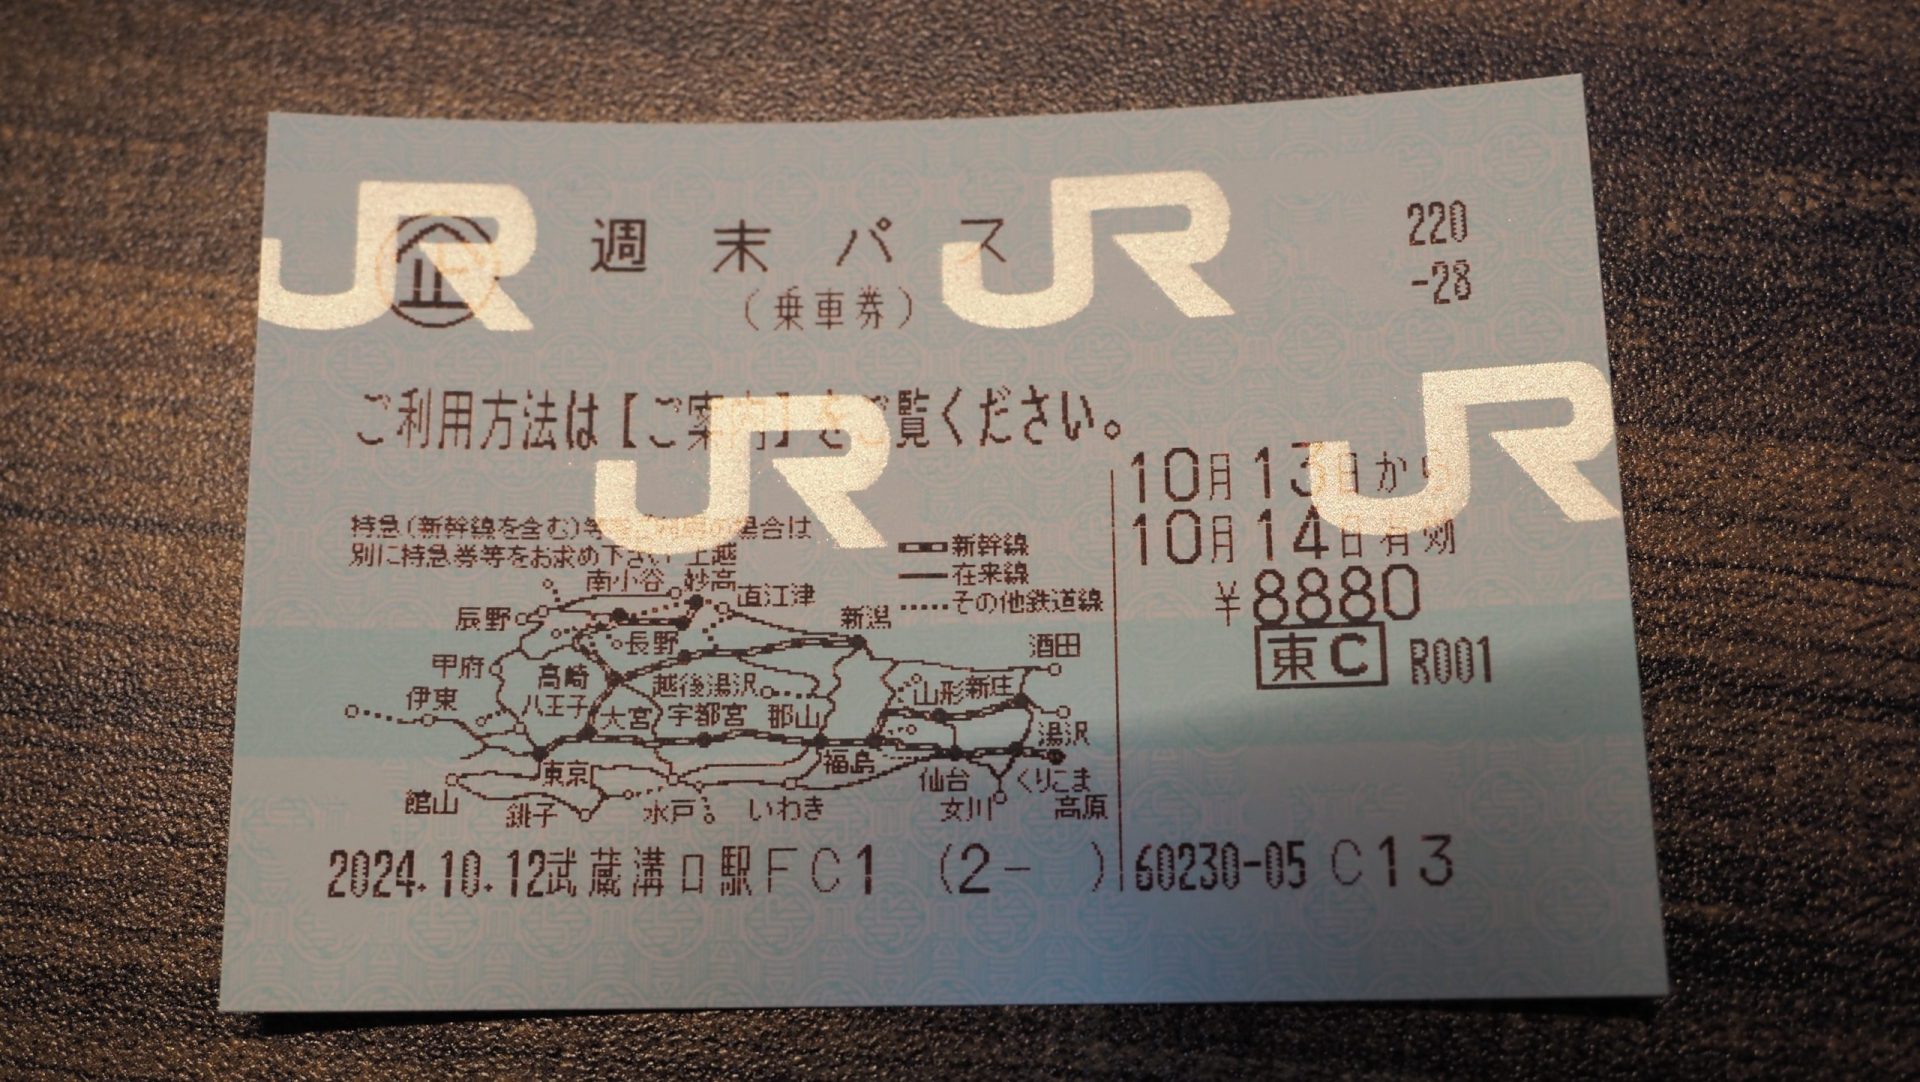 JR 企 週末パス JR 220
(乗車券) -28
ご利用方法は【ご案内】をご覧ください。
JR JR
10月13日から
10月14日有効
¥8880
東C R001
特急(新幹線を含む)等をご利用の場合は
別に特急券等をお求め下さい
新幹線
在来線
その他鉄道線
上越
南小谷 妙高
直江津
辰野 長野 新潟 酒田
甲府 高崎 越後湯沢 山形 新庄
伊東 八王子 大宮 宇都宮 郡山 湯沢
東京 福島 仙台 くりこま
館山 銚子 水戸 いわき 女川 高原
2024.10.12武蔵溝口駅FC1 (2- ) 60230-05 C13